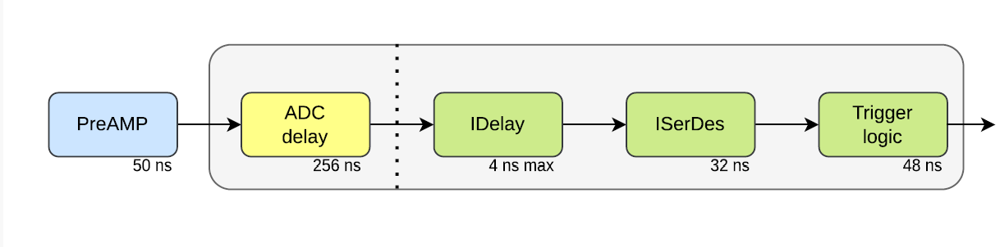 PreAMP
50 ns
ADC
delay
256 ns
IDelay
4 ns max
ISerDes
32 ns
Trigger
logic
48 ns